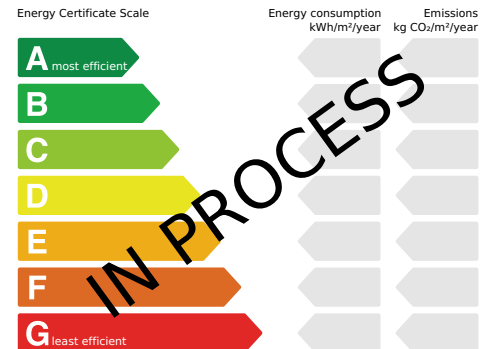 Energy Certificate Scale
Energy consumption
kWh/m²/year
Emissions
kg CO₂/m²/year
A most efficient
B
C
D
E
F
G least efficient
IN PROCESS